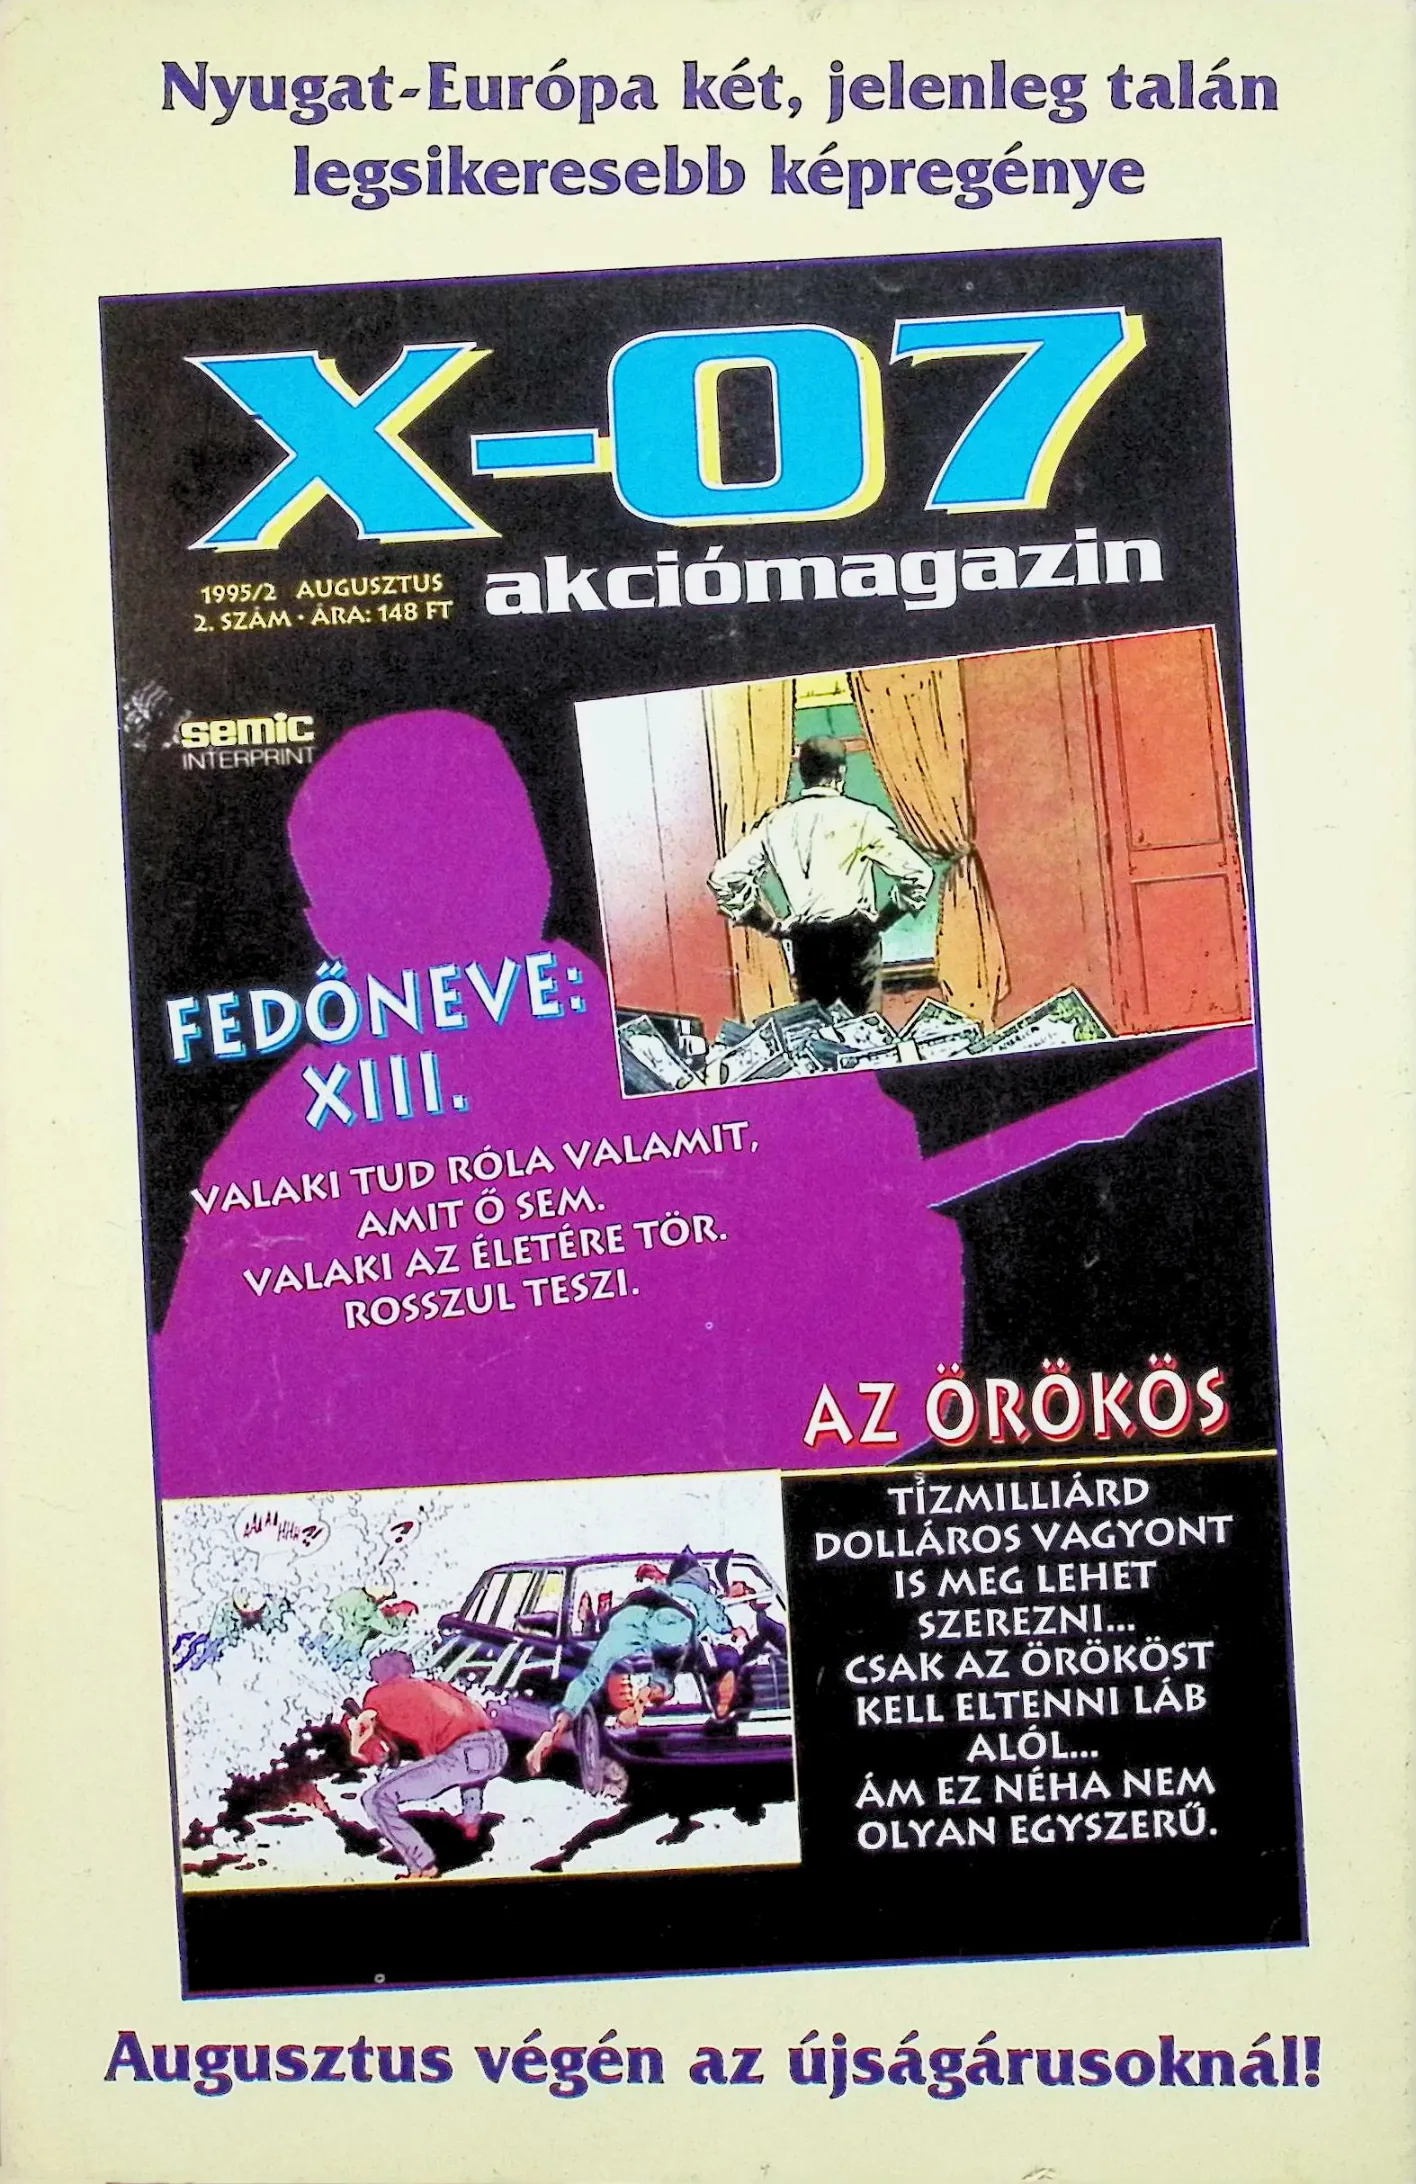 Nyugat-Európa két, jelenleg talán
legsikeresebb képregénye
X-07
akciómagazin
1995/2 AUGUSZTUS
2. SZÁM · ÁRA: 148 FT
semic
INTERPRINT
FEDŐNEVE:
XIII.
VALAKI TUD RÓLA VALAMIT,
AMIT Ő SEM.
VALAKI AZ ÉLETÉRE TÖR.
ROSSZUL TESZI.
AZ ÖRÖKÖS
TÍZMILLIÁRD
DOLLÁROS VAGYONT
IS MEG LEHET
SZEREZNI...
CSAK AZ ÖRÖKÖST
KELL ELTENNI LÁB
ALÓL...
ÁM EZ NÉHA NEM
OLYAN EGYSZERŰ.
Augusztus végén az újságárusoknál!